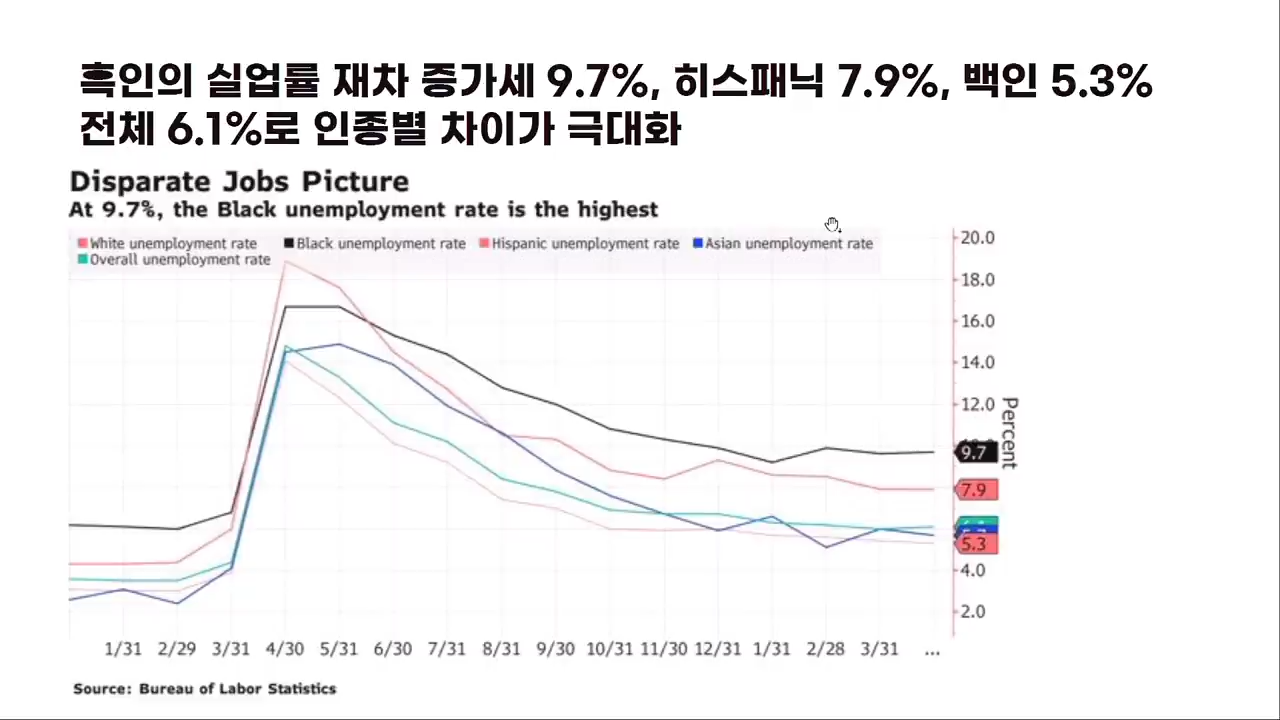 흑인의 실업률 재차 증가세 9.7%, 히스패닉 7.9%, 백인 5.3%
전체 6.1%로 인종별 차이가 극대화
Disparate Jobs Picture
At 9.7%, the Black unemployment rate is the highest
White unemployment rate Black unemployment rate Hispanic unemployment rate Asian unemployment rate
Overall unemployment rate
20.0
18.0
16.0
14.0
12.0
9.7
7.9
5.3
4.0
2.0
Percent
1/31 2/29 3/31 4/30 5/31 6/30 7/31 8/31 9/30 10/31 11/30 12/31 1/31 2/28 3/31 ...
Source: Bureau of Labor Statistics